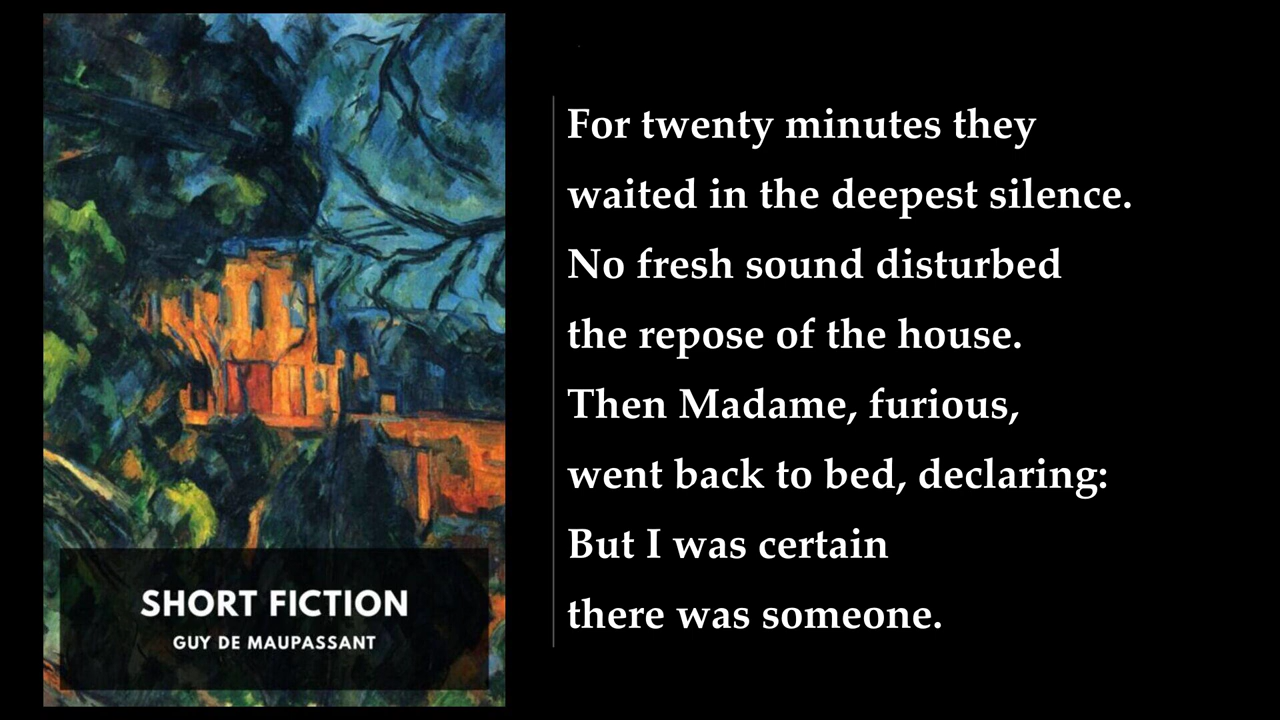 SHORT FICTION
GUY DE MAUPASSANT
For twenty minutes they
waited in the deepest silence.
No fresh sound disturbed
the repose of the house.
Then Madame, furious,
went back to bed, declaring:
But I was certain
there was someone.